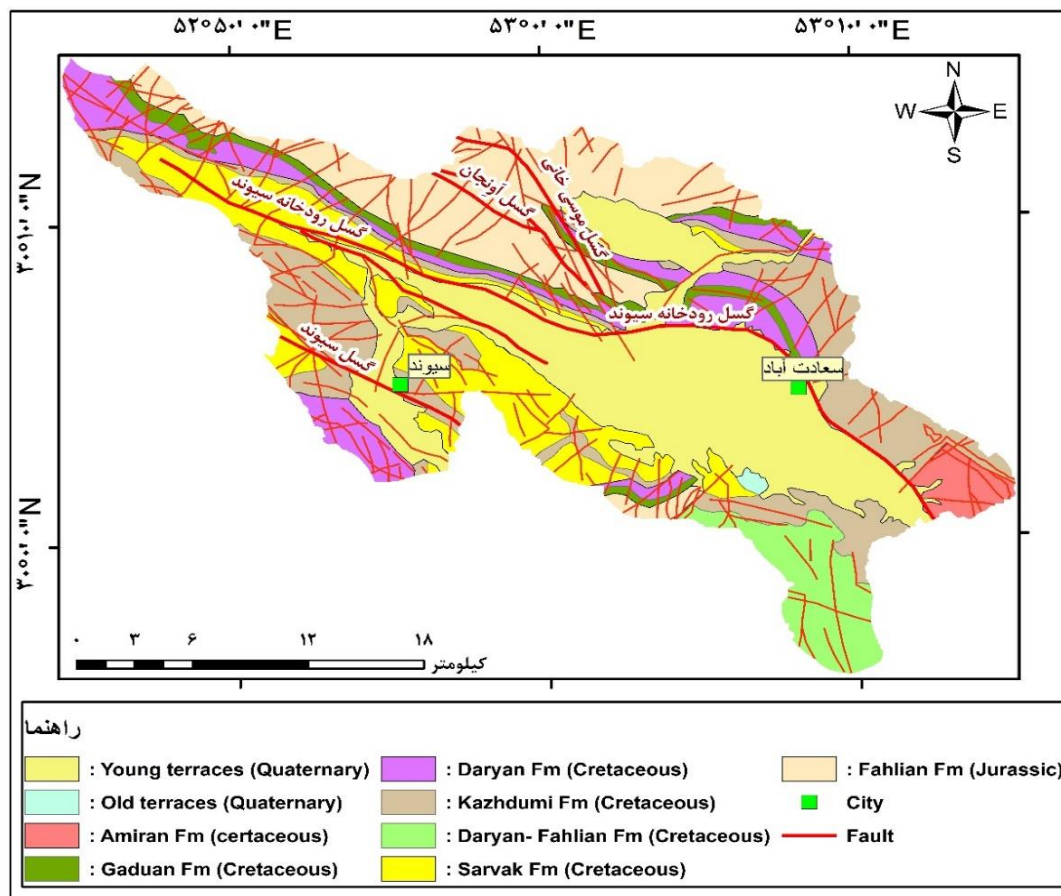 ۵۲°۵۰'۰"E
۵۳°۰'۰"E
۵۳°۱۰'۰"E
N
W
E
S
۳۰°۱۰'۰"N
۳۰°۰'۰"N
گسل رودخانه سیوند
گسل آونجان
گسل موسی خانی
گسل رودخانه سیوند
گسل سیوند
سیوند
سعادت آباد
۰ ۳ ۶ ۱۲ ۱۸
کیلومتر
راهنما
: Young terraces (Quaternary)
: Old terraces (Quaternary)
: Amiran Fm (certaceous)
: Gaduan Fm (Cretaceous)
: Daryan Fm (Cretaceous)
: Kazhdumi Fm (Cretaceous)
: Daryan- Fahlian Fm (Cretaceous)
: Sarvak Fm (Cretaceous)
: Fahlian Fm (Jurassic)
: City
: Fault